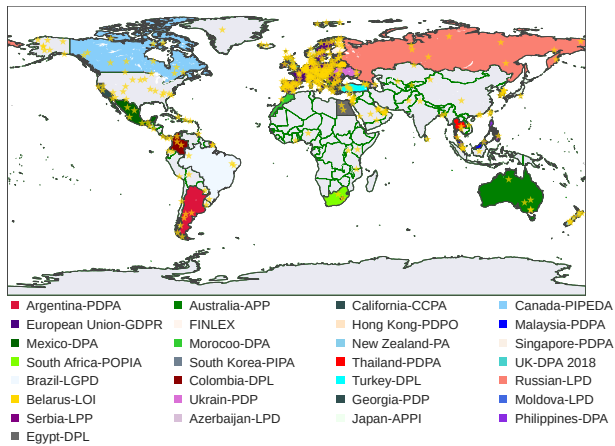 Argentina-PDPA Australia-APP California-CCPA Canada-PIPEDA
European Union-GDPR FINLEX Hong Kong-PDPO Malaysia-PDPA
Mexico-DPA Morocoo-DPA New Zealand-PA Singapore-PDPA
South Africa-POPIA South Korea-PIPA Thailand-PDPA UK-DPA 2018
Brazil-LGPD Colombia-DPL Turkey-DPL Russian-LPD
Belarus-LOI Ukrain-PDP Georgia-PDP Moldova-LPD
Serbia-LPP Azerbaijan-LPD Japan-APPI Philippines-DPA
Egypt-DPL